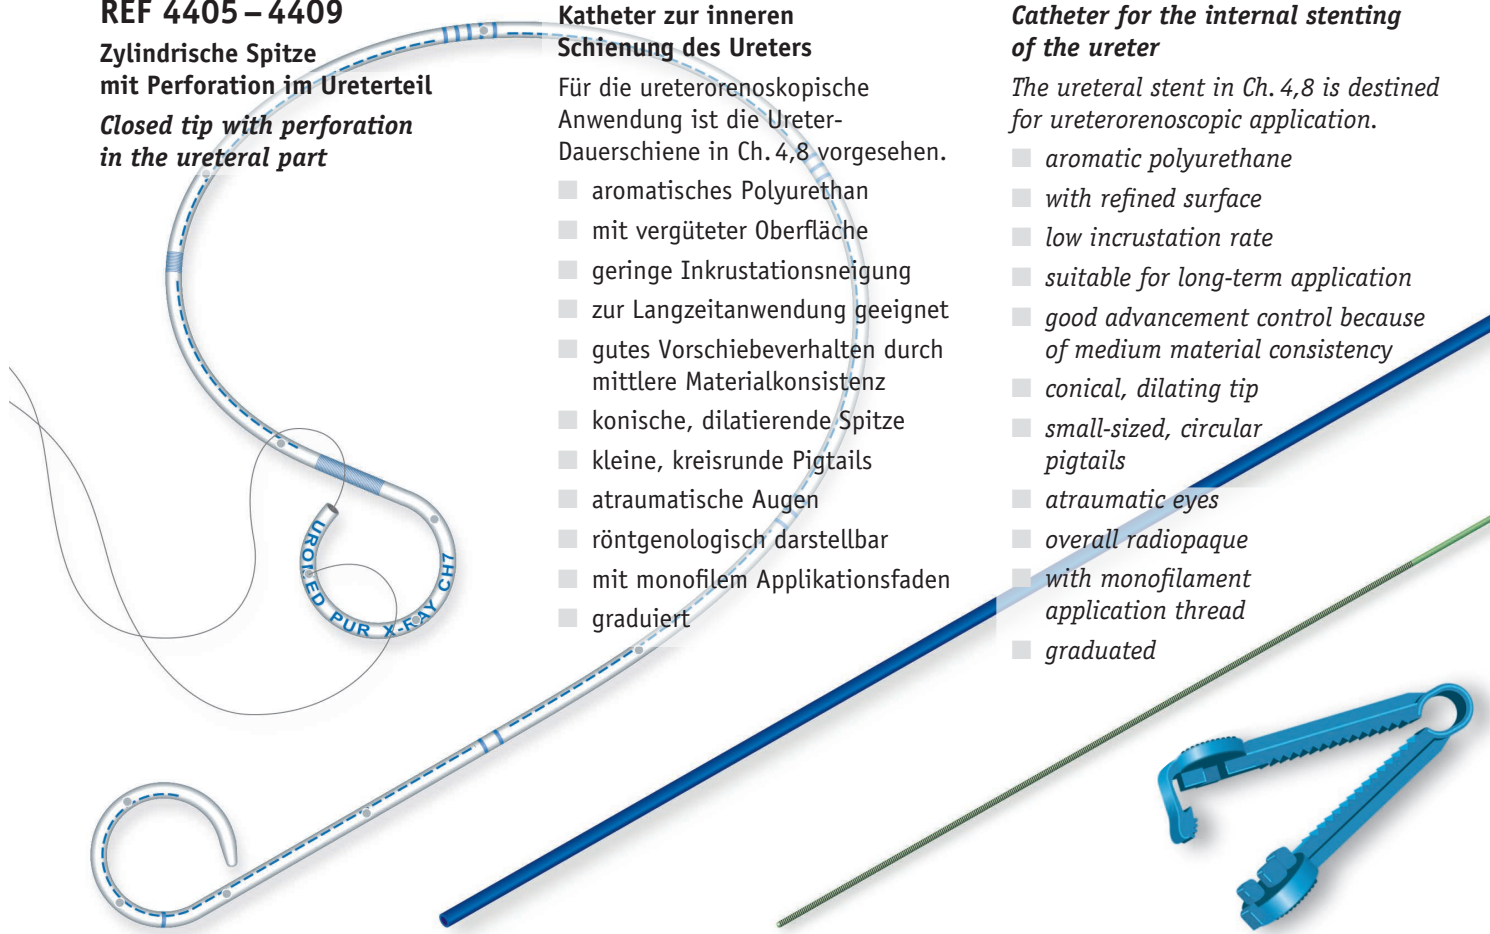 REF 4405 – 4409
Zylindrische Spitze
mit Perforation im Ureterteil
Closed tip with perforation
in the ureteral part
Katheter zur inneren
Schienung des Ureters
Für die ureterorenoskopische
Anwendung ist die Ureter-
Dauerschiene in Ch. 4,8 vorgesehen.
aromatisches Polyurethan
mit vergüteter Oberfläche
geringe Inkrustationsneigung
zur Langzeitanwendung geeignet
gutes Vorschiebeverhalten durch
mittlere Materialkonsistenz
konische, dilatierende Spitze
kleine, kreisrunde Pigtails
atraumatische Augen
röntgenologisch darstellbar
mit monofilem Applikationsfaden
graduiert
Catheter for the internal stenting
of the ureter
The ureteral stent in Ch. 4,8 is destined
for ureterorenoscopic application.
aromatic polyurethane
with refined surface
low incrustation rate
suitable for long-term application
good advancement control because
of medium material consistency
conical, dilating tip
small-sized, circular
pigtails
atraumatic eyes
overall radiopaque
with monofilament
application thread
graduated
UROMED PUR X-RAY CH7